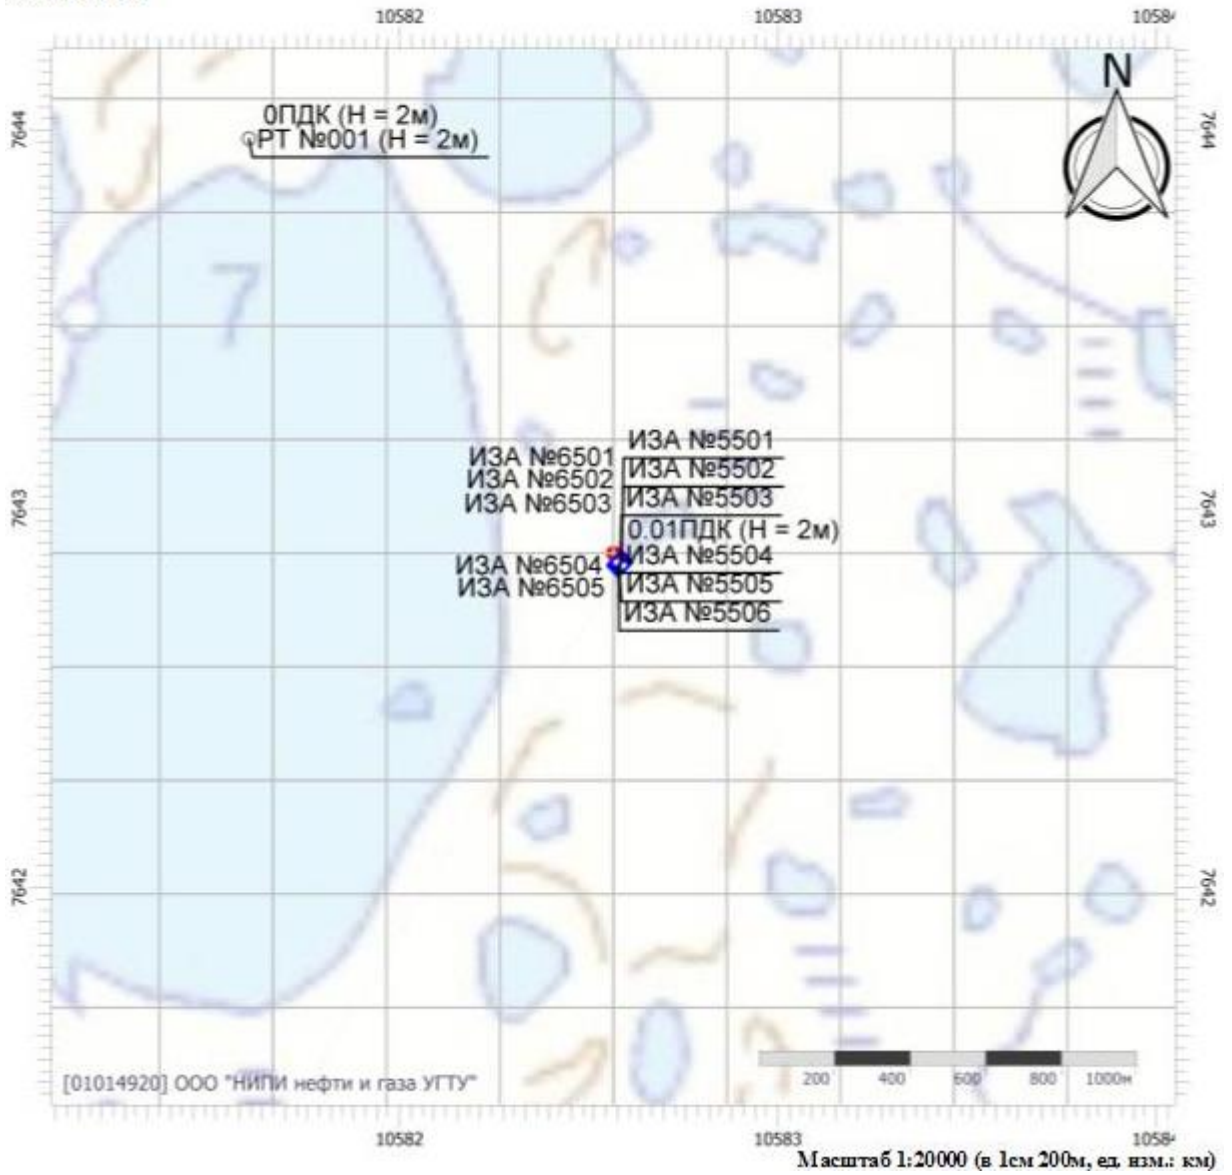 10582 10583 1058
N
7644 7644
0ПДК (H = 2м)
РТ №001 (H = 2м)
7
ИЗА №5501
ИЗА №6501
ИЗА №5502
ИЗА №6502
ИЗА №5503
ИЗА №6503
7643 7643
0.01ПДК (H = 2м)
ИЗА №5504
ИЗА №6504
ИЗА №5505
ИЗА №6505
ИЗА №5506
7642 7642
200 400 600 800 1000м
[01014920] ООО "НИПИ нефти и газа УГТУ"
10582 10583 1058
Масштаб 1:20000 (в 1см 200м, ед. изм.: км)